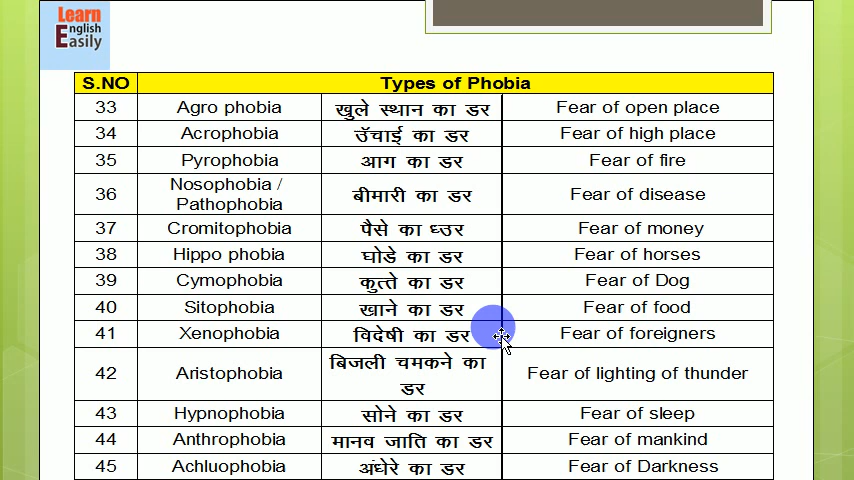 Learn
English
Easily
S.NO Types of Phobia
33 Agro phobia खुले स्थान का डर Fear of open place
34 Acrophobia उँचाई का डर Fear of high place
35 Pyrophobia आग का डर Fear of fire
36 Nosophobia / Pathophobia बीमारी का डर Fear of disease
37 Cromitophobia पैसे का ध्उर Fear of money
38 Hippo phobia घोडे का डर Fear of horses
39 Cymophobia कुत्ते का डर Fear of Dog
40 Sitophobia खाने का डर Fear of food
41 Xenophobia विदेषी का डर Fear of foreigners
42 Aristophobia बिजली चमकने का डर Fear of lighting of thunder
43 Hypnophobia सोने का डर Fear of sleep
44 Anthrophobia मानव जाति का डर Fear of mankind
45 Achluophobia अंधेरे का डर Fear of Darkness